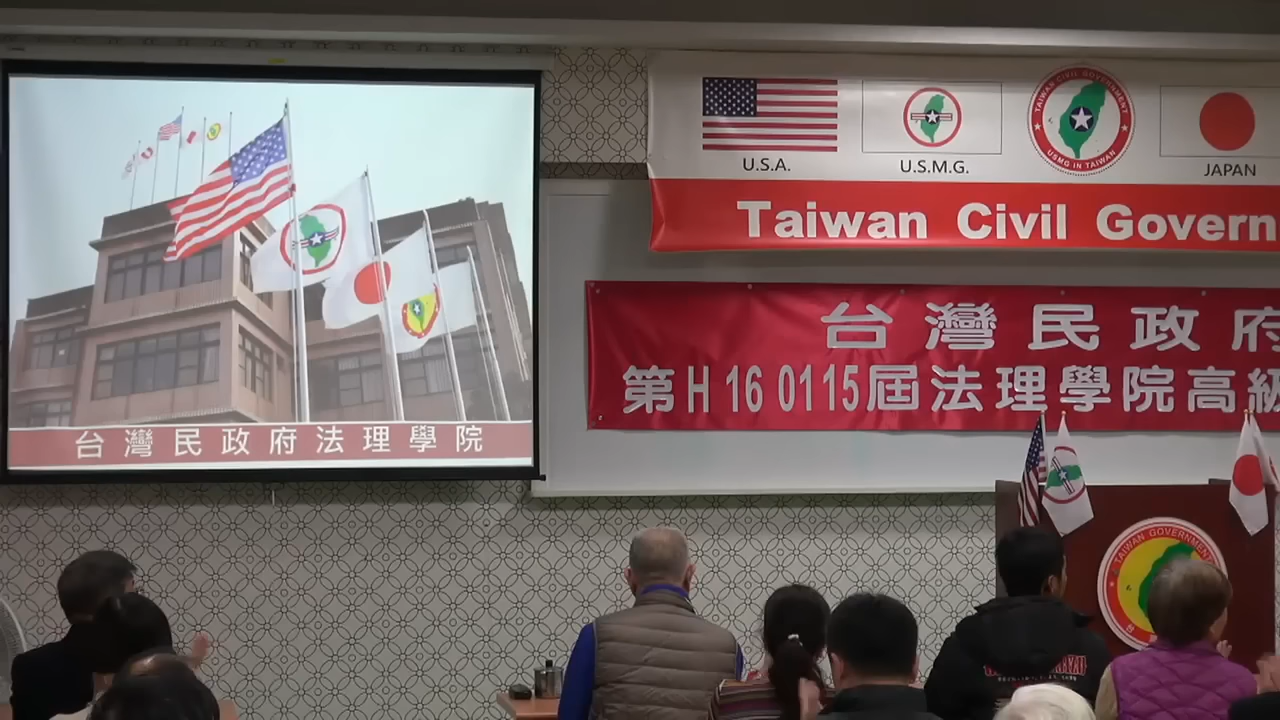 台灣民政府法理學院
U.S.A.
U.S.M.G.
TAIWAN CIVIL GOVERNMENT
USMG IN TAIWAN
JAPAN
Taiwan Civil Govern
台灣民政府
第H 16 0115屆法理學院高級
TAIWAN GOVERNMENT